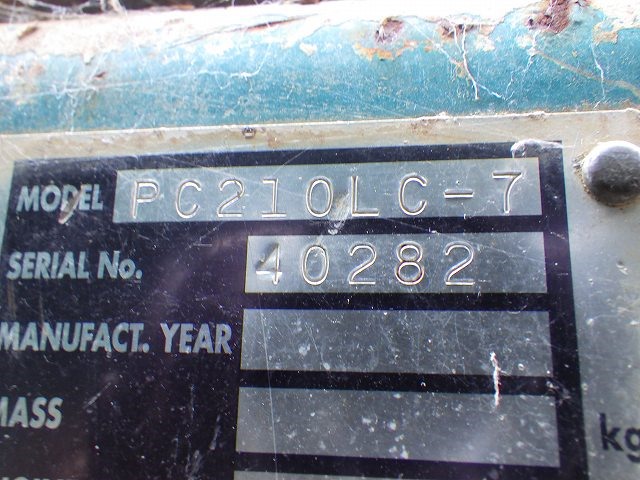 MODEL PC210LC-7
SERIAL No. 40282
MANUFACT. YEAR
MASS kg